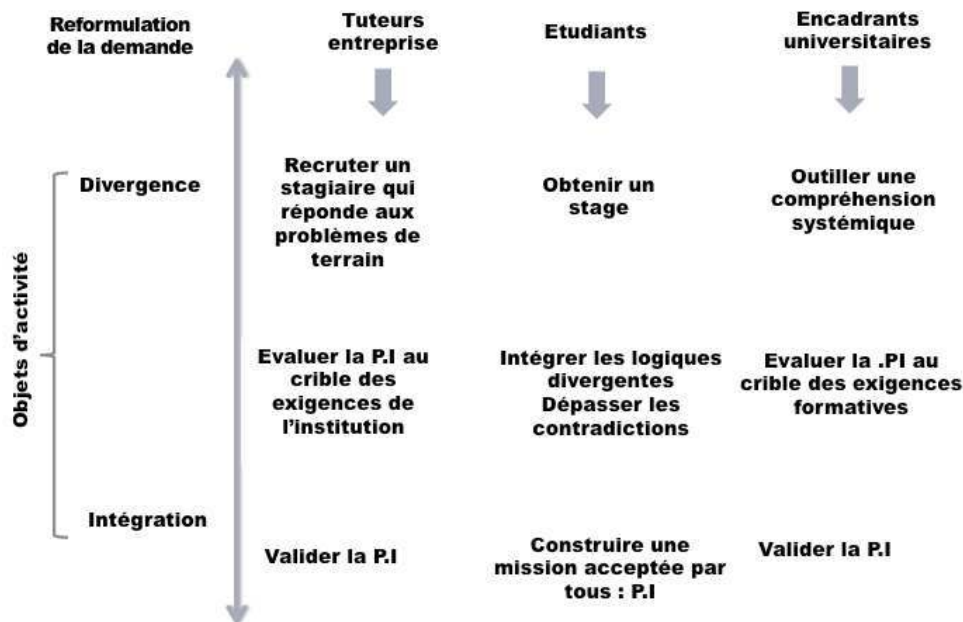 Reformulation
de la demande
Tuteurs
entreprise
Etudiants
Encadrants
universitaires
Objets d'activité
Divergence
Recruter un
stagiaire qui
réponde aux
problèmes de
terrain
Obtenir un
stage
Outiller une
compréhension
systémique
Evaluer la P.I au
crible des
exigences de
l'institution
Intégrer les logiques
divergentes
Dépasser les
contradictions
Evaluer la .PI au
crible des exigences
formatives
Intégration
Valider la P.I
Construire une
mission acceptée par
tous : P.I
Valider la P.I